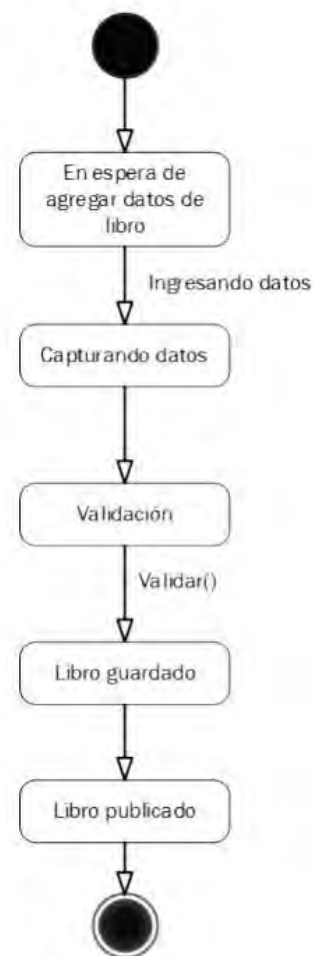 En espera de
agregar datos de
libro
Ingresando datos
Capturando datos
Validación
Validar()
Libro guardado
Libro publicado